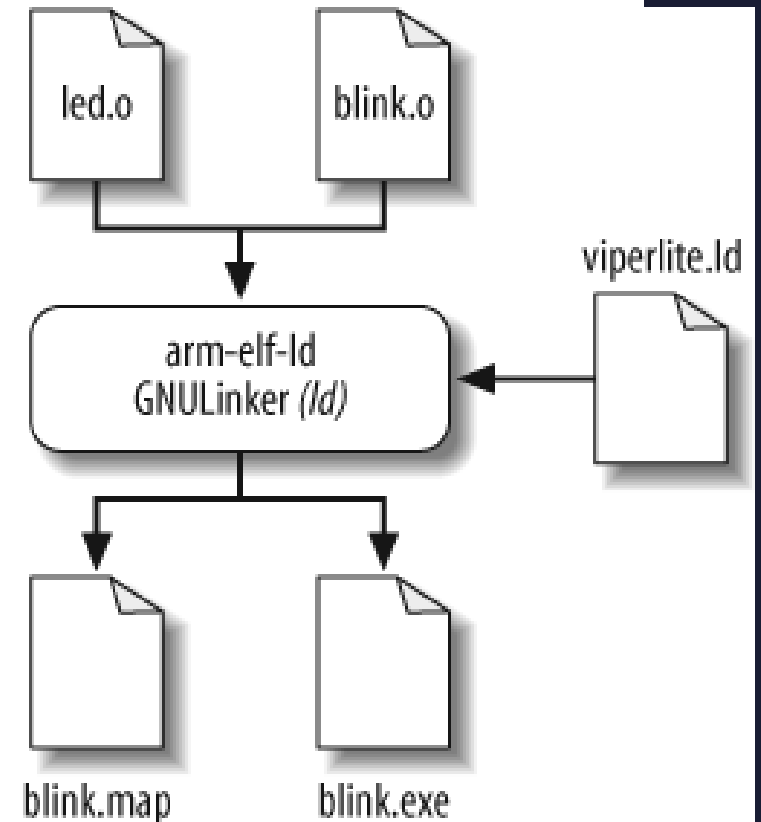 led.o
blink.o
viperlite.ld
arm-elf-ld
GNULinker (ld)
blink.map
blink.exe